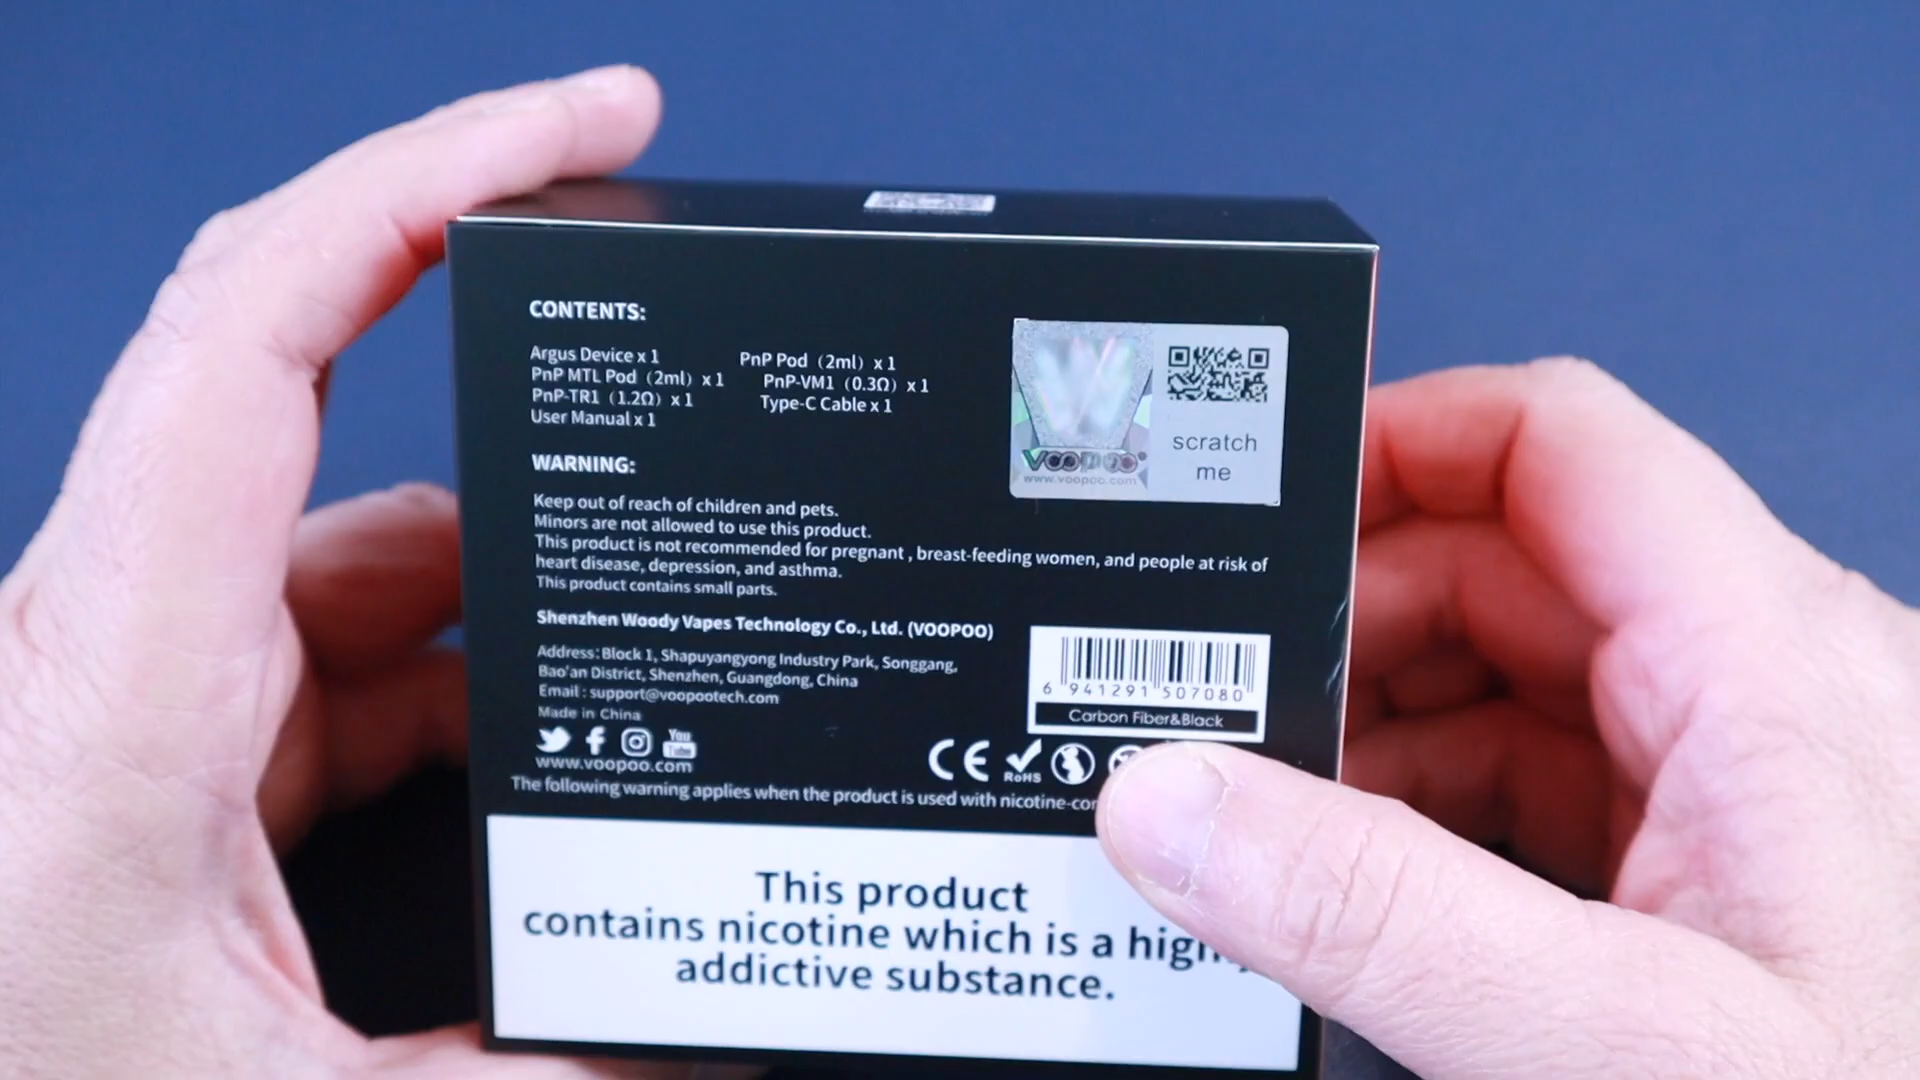 CONTENTS:
Argus Device x 1 PnP Pod（2ml）x 1
PnP MTL Pod（2ml）x 1 PnP-VM1（0.3Ω）x 1
PnP-TR1（1.2Ω）x 1 Type-C Cable x 1
User Manual x 1
VOOPOO
www.voopoo.com
scratch
me
WARNING:
Keep out of reach of children and pets.
Minors are not allowed to use this product.
This product is not recommended for pregnant , breast-feeding women, and people at risk of
heart disease, depression, and asthma.
This product contains small parts.
Shenzhen Woody Vapes Technology Co., Ltd. (VOOPOO)
Address: Block 1, Shapuyangyong Industry Park, Songgang,
Bao'an District, Shenzhen, Guangdong, China
Email : support@voopootech.com
Made in China
6 941291 507080
Carbon Fiber&Black
You
Tube
www.voopoo.com
CE RoHS
The following warning applies when the product is used with
This product
contains nicotine which is a
addictive substance.